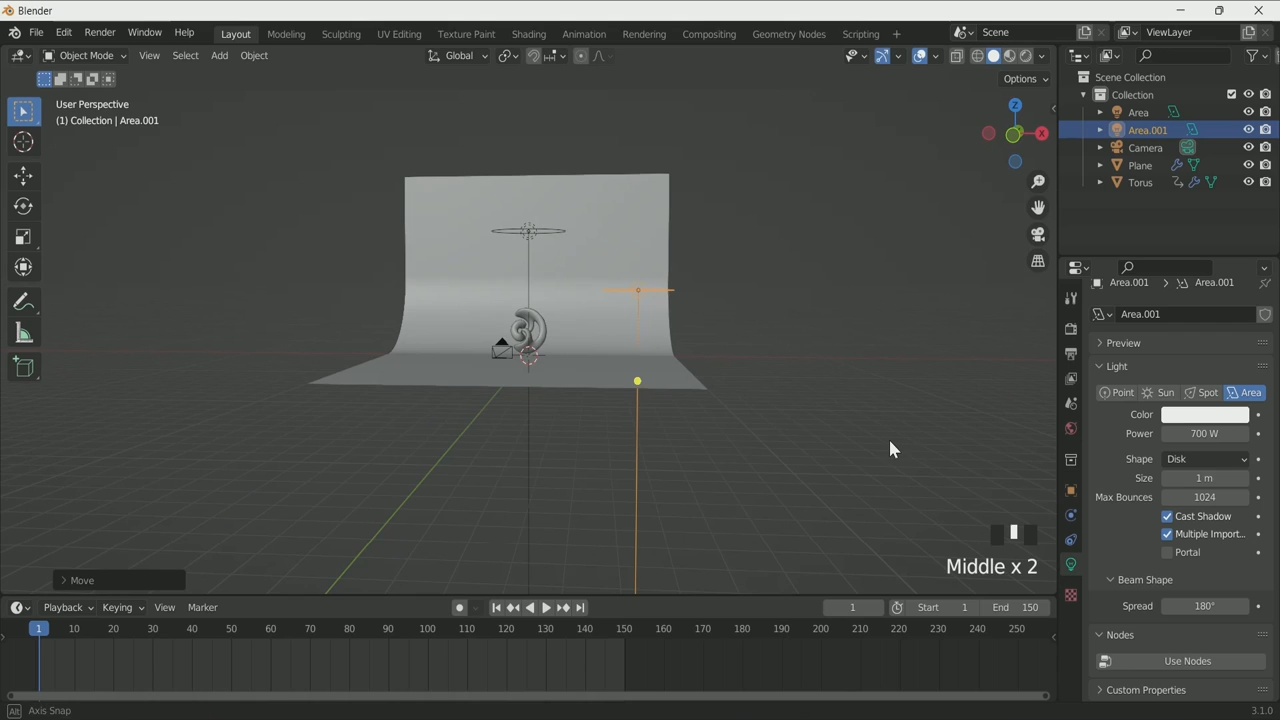 Blender
File Edit Render Window Help Layout Modeling Sculpting UV Editing Texture Paint Shading Animation Rendering Compositing Geometry Nodes Scripting + Scene ViewLayer
Object Mode View Select Add Object Global
Options
User Perspective
(1) Collection | Area.001
Z
X
Move
Middle x 2
Scene Collection
Collection
Area
Area.001
Camera
Plane
Torus
Area.001 > Area.001
Area.001
Preview
Light
Point Sun Spot Area
Color
Power 700 W
Shape Disk
Size 1 m
Max Bounces 1024
Cast Shadow
Multiple Import...
Portal
Beam Shape
Spread 180°
Nodes
Use Nodes
Custom Properties
Playback Keying View Marker 1 Start 1 End 150
1 10 20 30 40 50 60 70 80 90 100 110 120 130 140 150 160 170 180 190 200 210 220 230 240 250
Alt Axis Snap 3.1.0